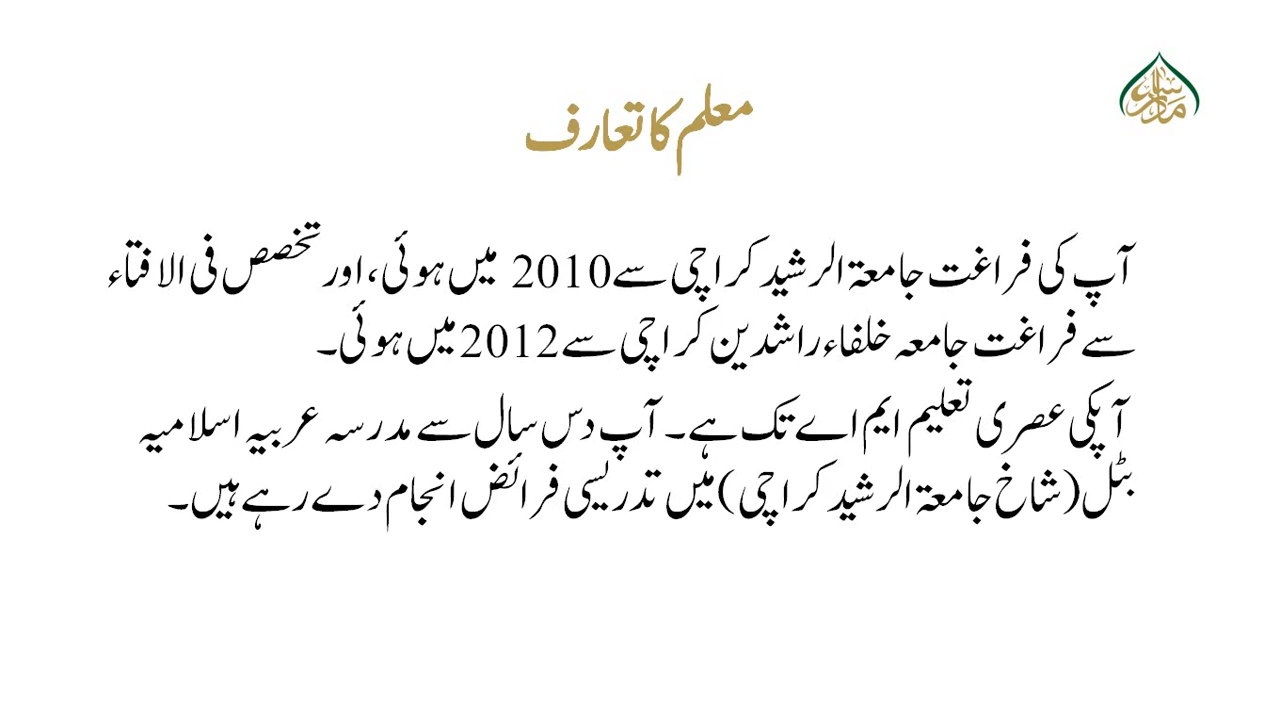 معلم کا تعارف
آپ کی فراغت جامعۃ الرشید کراچی سے 2010 میں ہوئی، اور تخصص فی الافتاء
سے فراغت جامعہ خلفاء راشدین کراچی سے 2012 میں ہوئی۔
آپکی عصری تعلیم ایم اے تک ہے۔ آپ دس سال سے مدرسہ عربیہ اسلامیہ
بٹل (شاخ جامعۃ الرشید کراچی) میں تدریسی فرائض انجام دے رہے ہیں۔